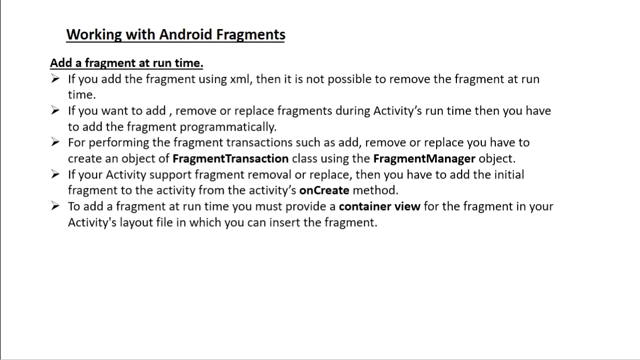 Working with Android Fragments
Add a fragment at run time.
➢ If you add the fragment using xml, then it is not possible to remove the fragment at run
time.
➢ If you want to add , remove or replace fragments during Activity's run time then you have
to add the fragment programmatically.
➢ For performing the fragment transactions such as add, remove or replace you have to
create an object of FragmentTransaction class using the FragmentManager object.
➢ If your Activity support fragment removal or replace, then you have to add the initial
fragment to the activity from the activity's onCreate method.
➢ To add a fragment at run time you must provide a container view for the fragment in your
Activity's layout file in which you can insert the fragment.